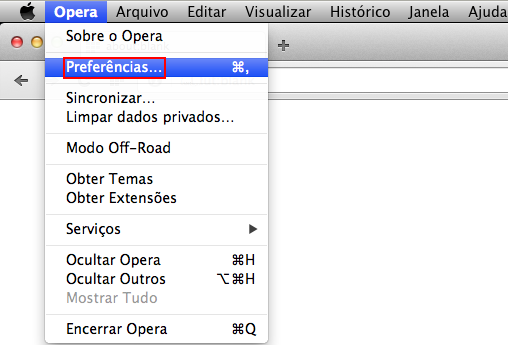 Opera Arquivo Editar Visualizar Histórico Janela Ajuda
Sobre o Opera
Preferências... ⌘,
Sincronizar...
Limpar dados privados...
Modo Off-Road
Obter Temas
Obter Extensões
Serviços
Ocultar Opera ⌘H
Ocultar Outros ⌥⌘H
Mostrar Tudo
Encerrar Opera ⌘Q